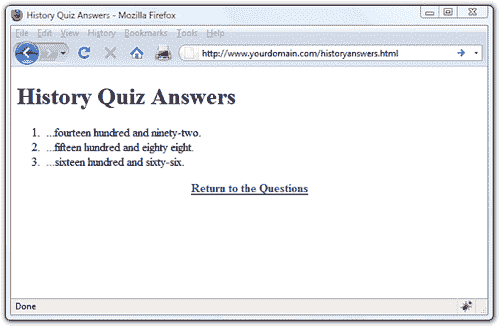 History Quiz Answers - Mozilla Firefox
File Edit View History Bookmarks Tools Help
http://www.yourdomain.com/historyanswers.html
History Quiz Answers
1. ...fourteen hundred and ninety-two.
2. ...fifteen hundred and eighty eight.
3. ...sixteen hundred and sixty-six.
Return to the Questions
Done